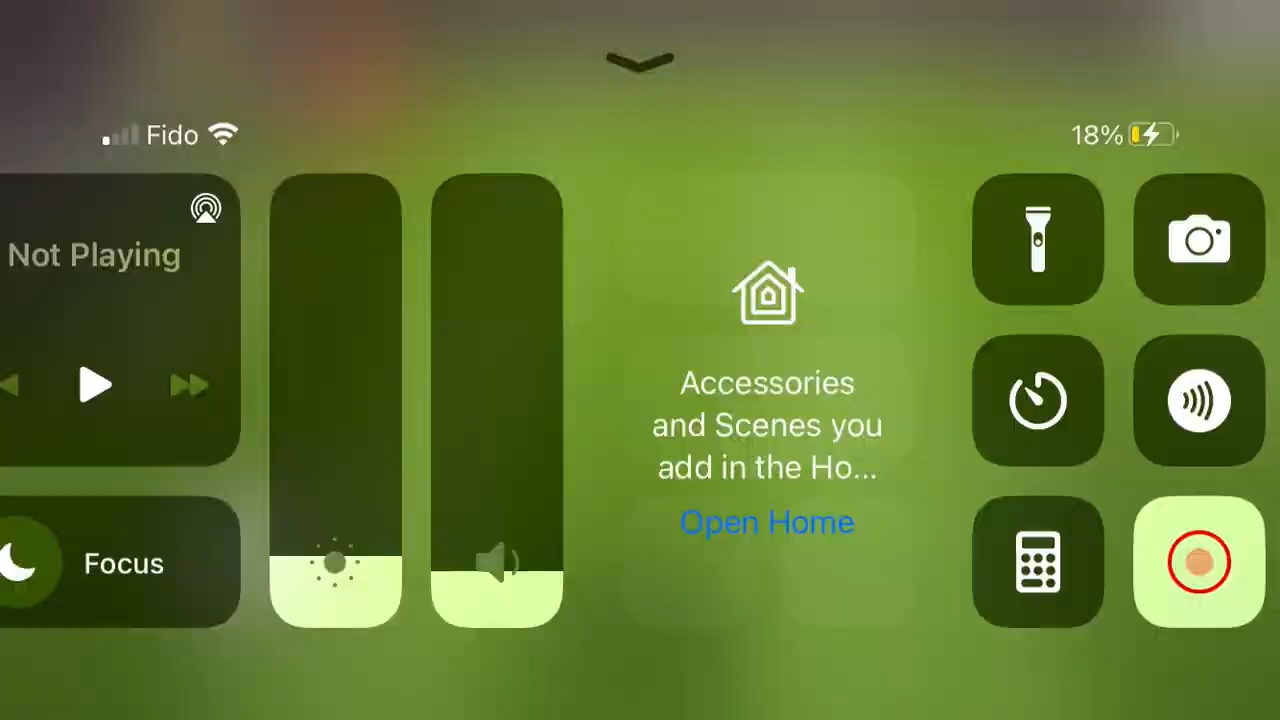 Fido
18%
Not Playing
Accessories
and Scenes you
add in the Ho...
Open Home
Focus